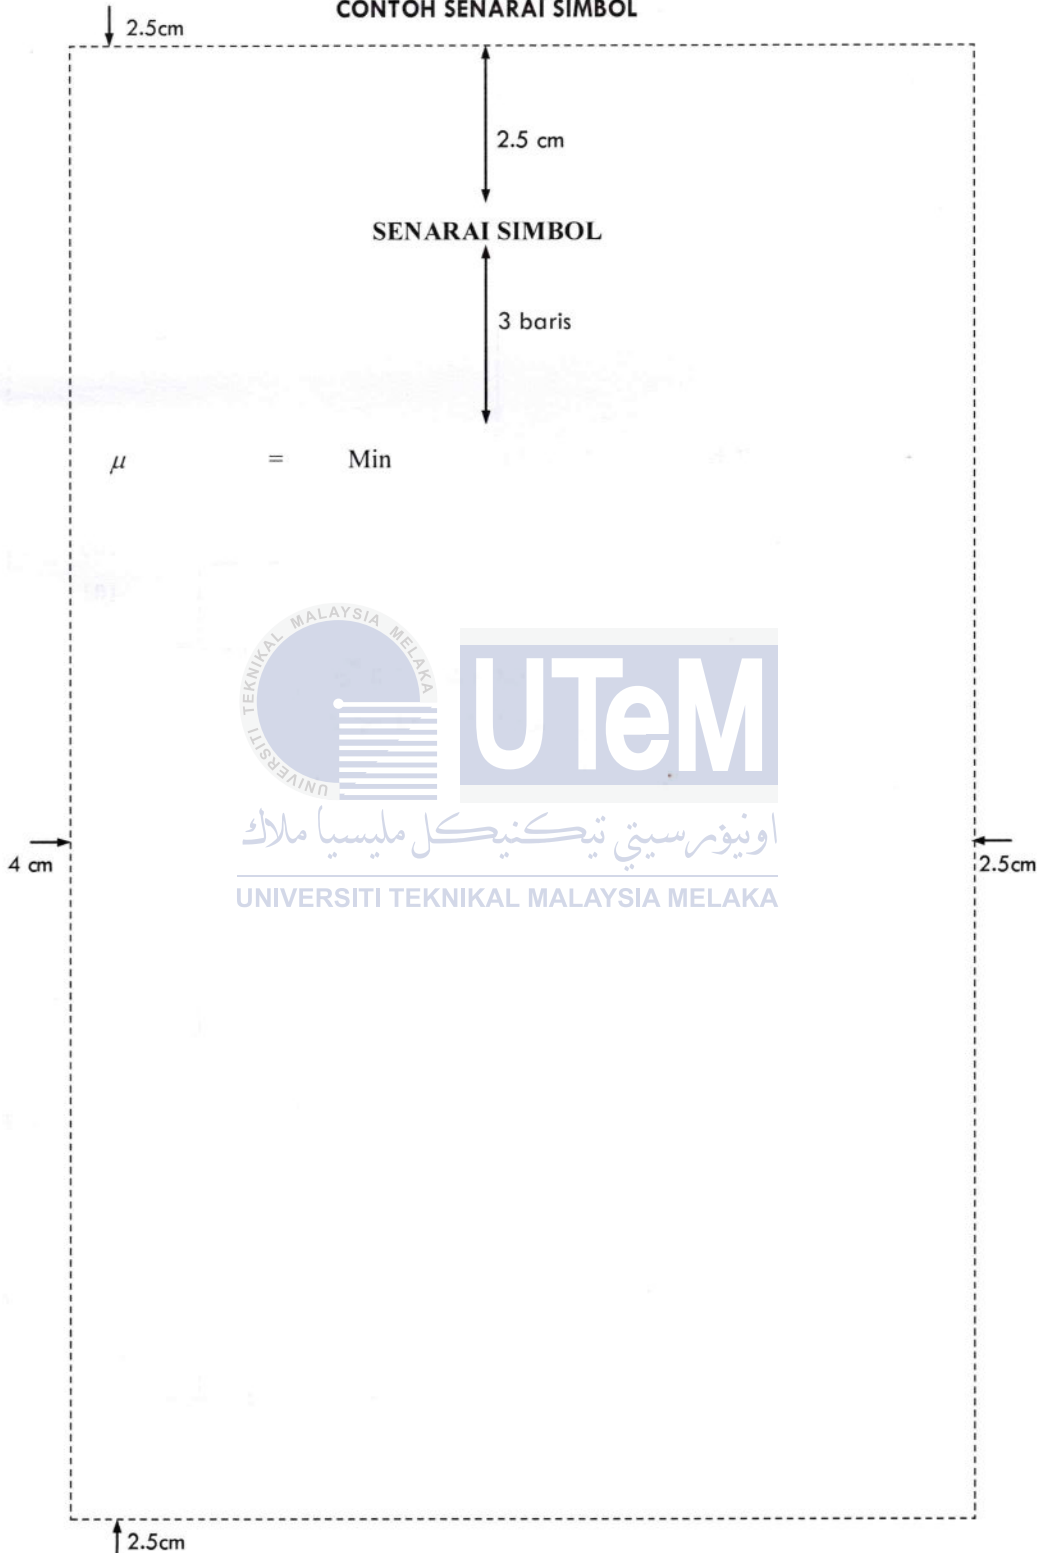 CONTOH SENARAI SIMBOL
2.5cm
2.5 cm
SENARAI SIMBOL
3 baris
μ = Min
UNIVERSITI TEKNIKAL MALAYSIA MELAKA
UTeM
اونيۏرسيتي تيكنيكل مليسيا ملاك
4 cm
2.5cm
UNIVERSITI TEKNIKAL MALAYSIA MELAKA
2.5cm